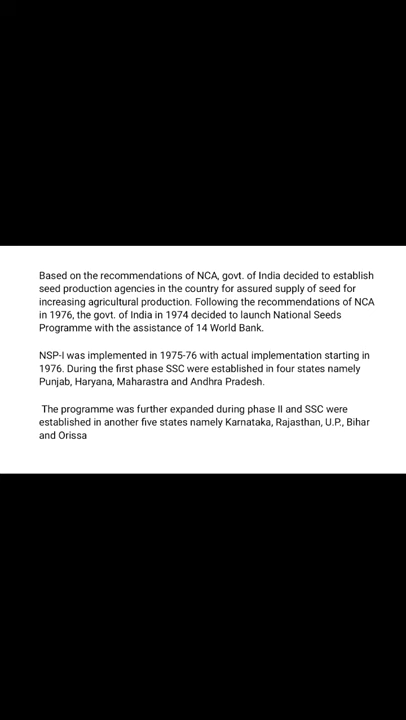 Based on the recommendations of NCA, govt. of India decided to establish
seed production agencies in the country for assured supply of seed for
increasing agricultural production. Following the recommendations of NCA
in 1976, the govt. of India in 1974 decided to launch National Seeds
Programme with the assistance of 14 World Bank.
NSP-I was implemented in 1975-76 with actual implementation starting in
1976. During the first phase SSC were established in four states namely
Punjab, Haryana, Maharastra and Andhra Pradesh.
The programme was further expanded during phase II and SSC were
established in another five states namely Karnataka, Rajasthan, U.P., Bihar
and Orissa